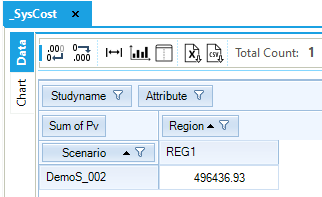 _SysCost ×
Data
Chart
.00 0 .000
Total Count: 1
Studyname Attribute
Sum of Pv Region
Scenario REG1
DemoS_002 496436.93